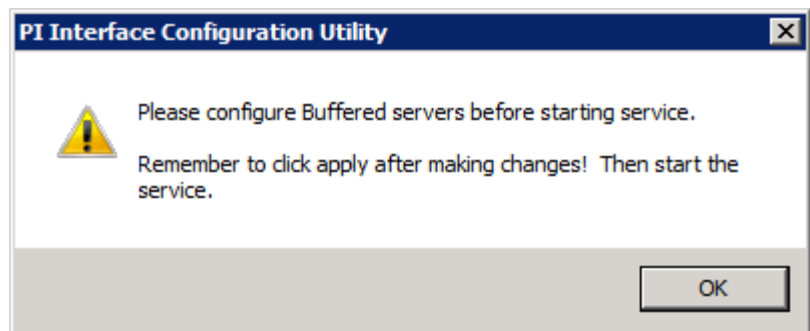 PI Interface Configuration Utility
Please configure Buffered servers before starting service.
Remember to click apply after making changes! Then start the
service.
OK